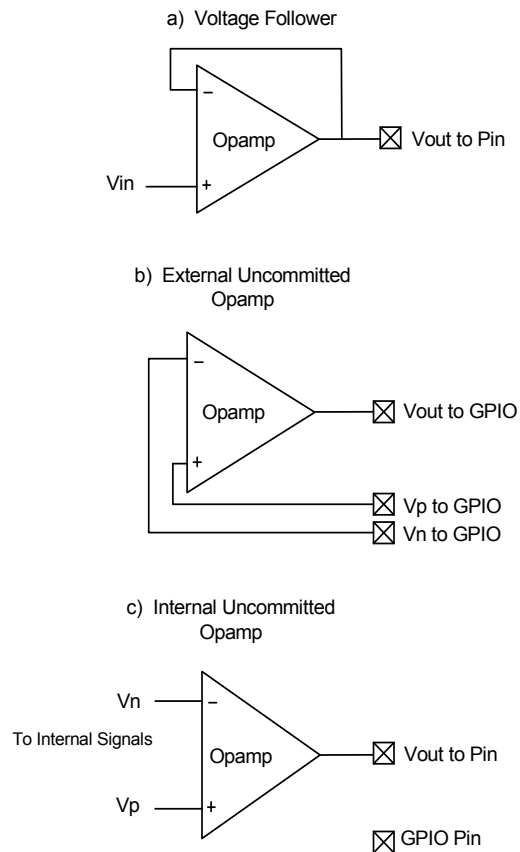 a) Voltage Follower
−
Opamp
Vout to Pin
Vin
+
b) External Uncommitted
Opamp
−
Opamp
Vout to GPIO
+
Vp to GPIO
Vn to GPIO
c) Internal Uncommitted
Opamp
Vn
−
To Internal Signals
Opamp
Vout to Pin
Vp
+
GPIO Pin